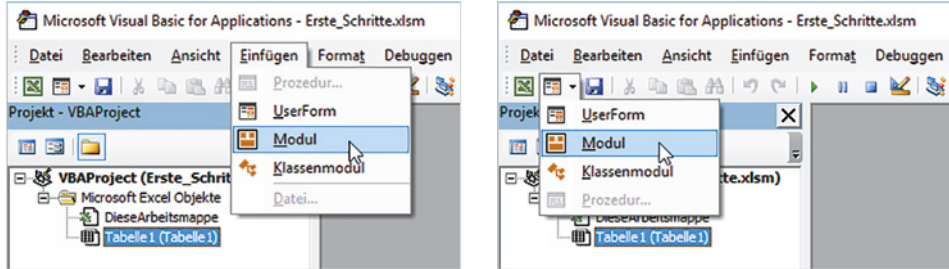 Microsoft Visual Basic for Applications - Erste_Schritte.xlsm
Datei Bearbeiten Ansicht Einfügen Format Debuggen
Prozedur...
Projekt - VBAProject
UserForm
Modul
Klassenmodul
VBAProject (Erste_Schrit
Microsoft Excel Objekte
Datei...
DieseArbeitsmappe
Tabelle1 (Tabelle1)
Microsoft Visual Basic for Applications - Erste_Schritte.xlsm
Datei Bearbeiten Ansicht Einfügen Format Debuggen
Projek
UserForm
Modul
Klassenmodul
tte.xlsm)
Prozedur...
DieseArbeitsmappe
Tabelle1 (Tabelle1)